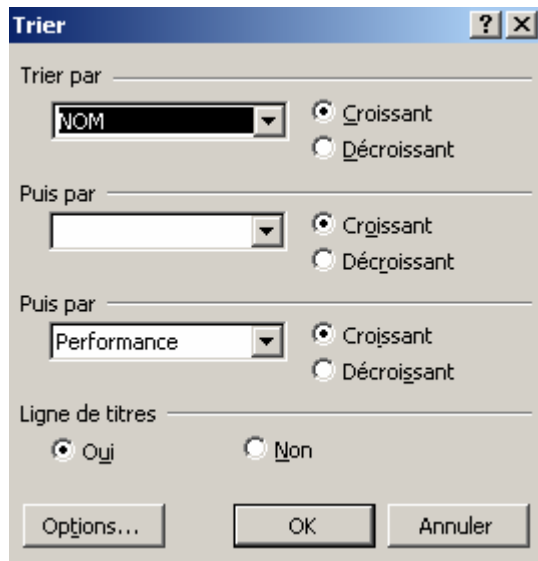 Trier
Trier par
NOM
Croissant
Décroissant
Puis par
Croissant
Décroissant
Puis par
Performance
Croissant
Décroissant
Ligne de titres
Oui
Non
Options...
OK
Annuler